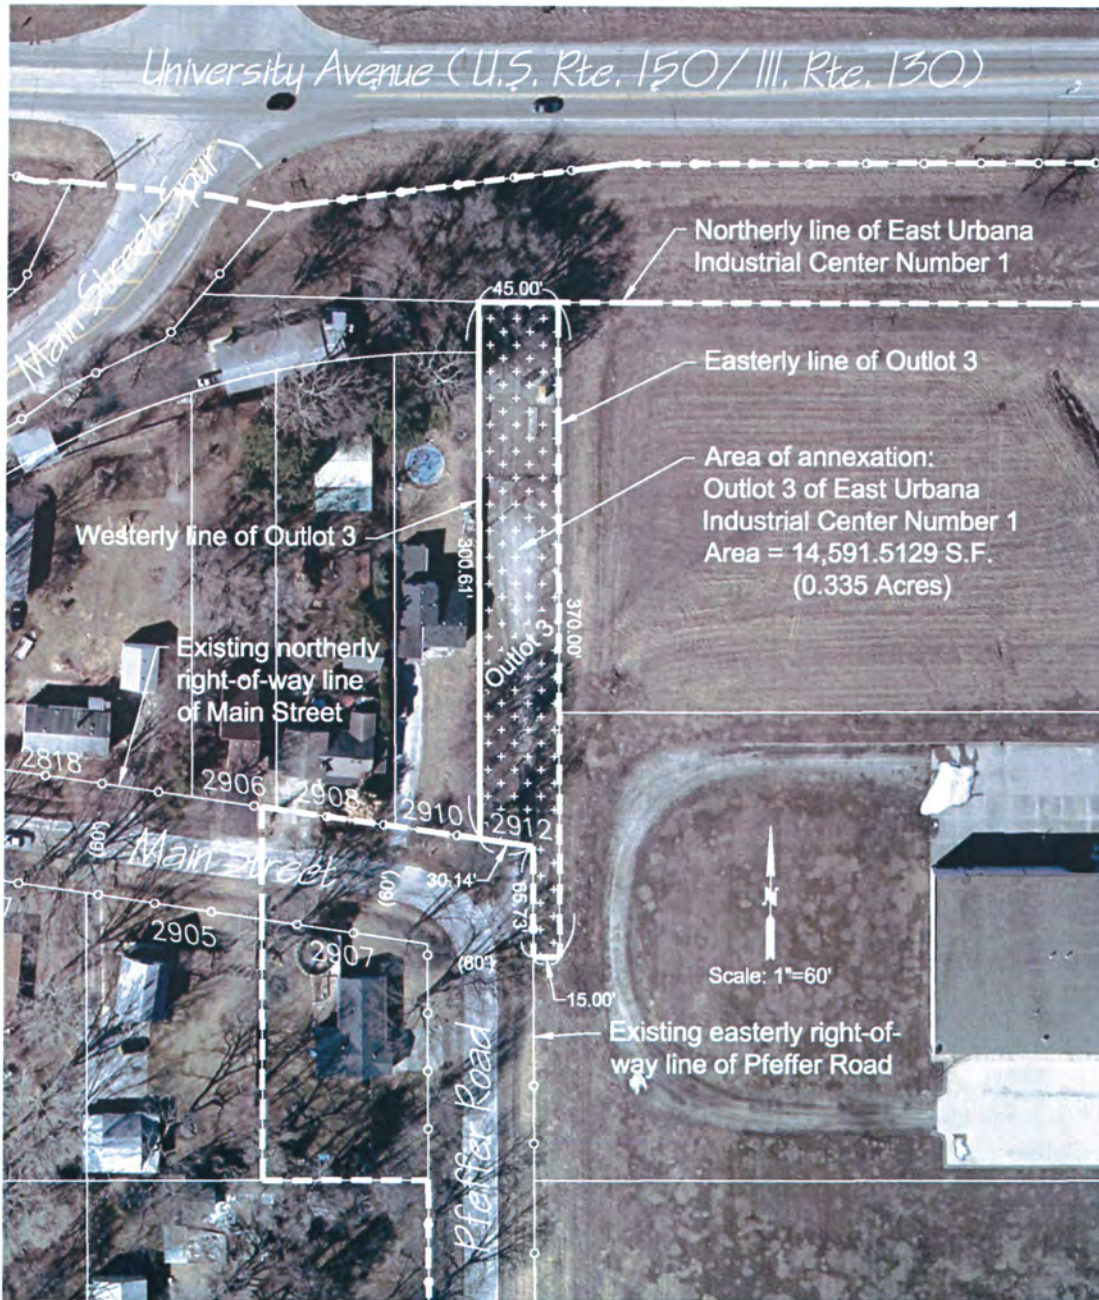 University Avenue (U.S. Rte. 150/ Ill. Rte. 130)
Main Street Spur
Northerly line of East Urbana
Industrial Center Number 1
45.00'
Easterly line of Outlot 3
Area of annexation:
Outlot 3 of East Urbana
Industrial Center Number 1
Area = 14,591.5129 S.F.
(0.335 Acres)
Westerly line of Outlot 3
300.61'
370.00'
Outlot 3
Existing northerly
right-of-way line
of Main Street
2818
2906
2908
2910
2912
(60')
Main Street
30.14'
(60')
65.73'
2905
2907
(60')
N
Scale: 1"=60'
15.00'
Existing easterly right-of-
way line of Pfeffer Road
Pfeffer Road